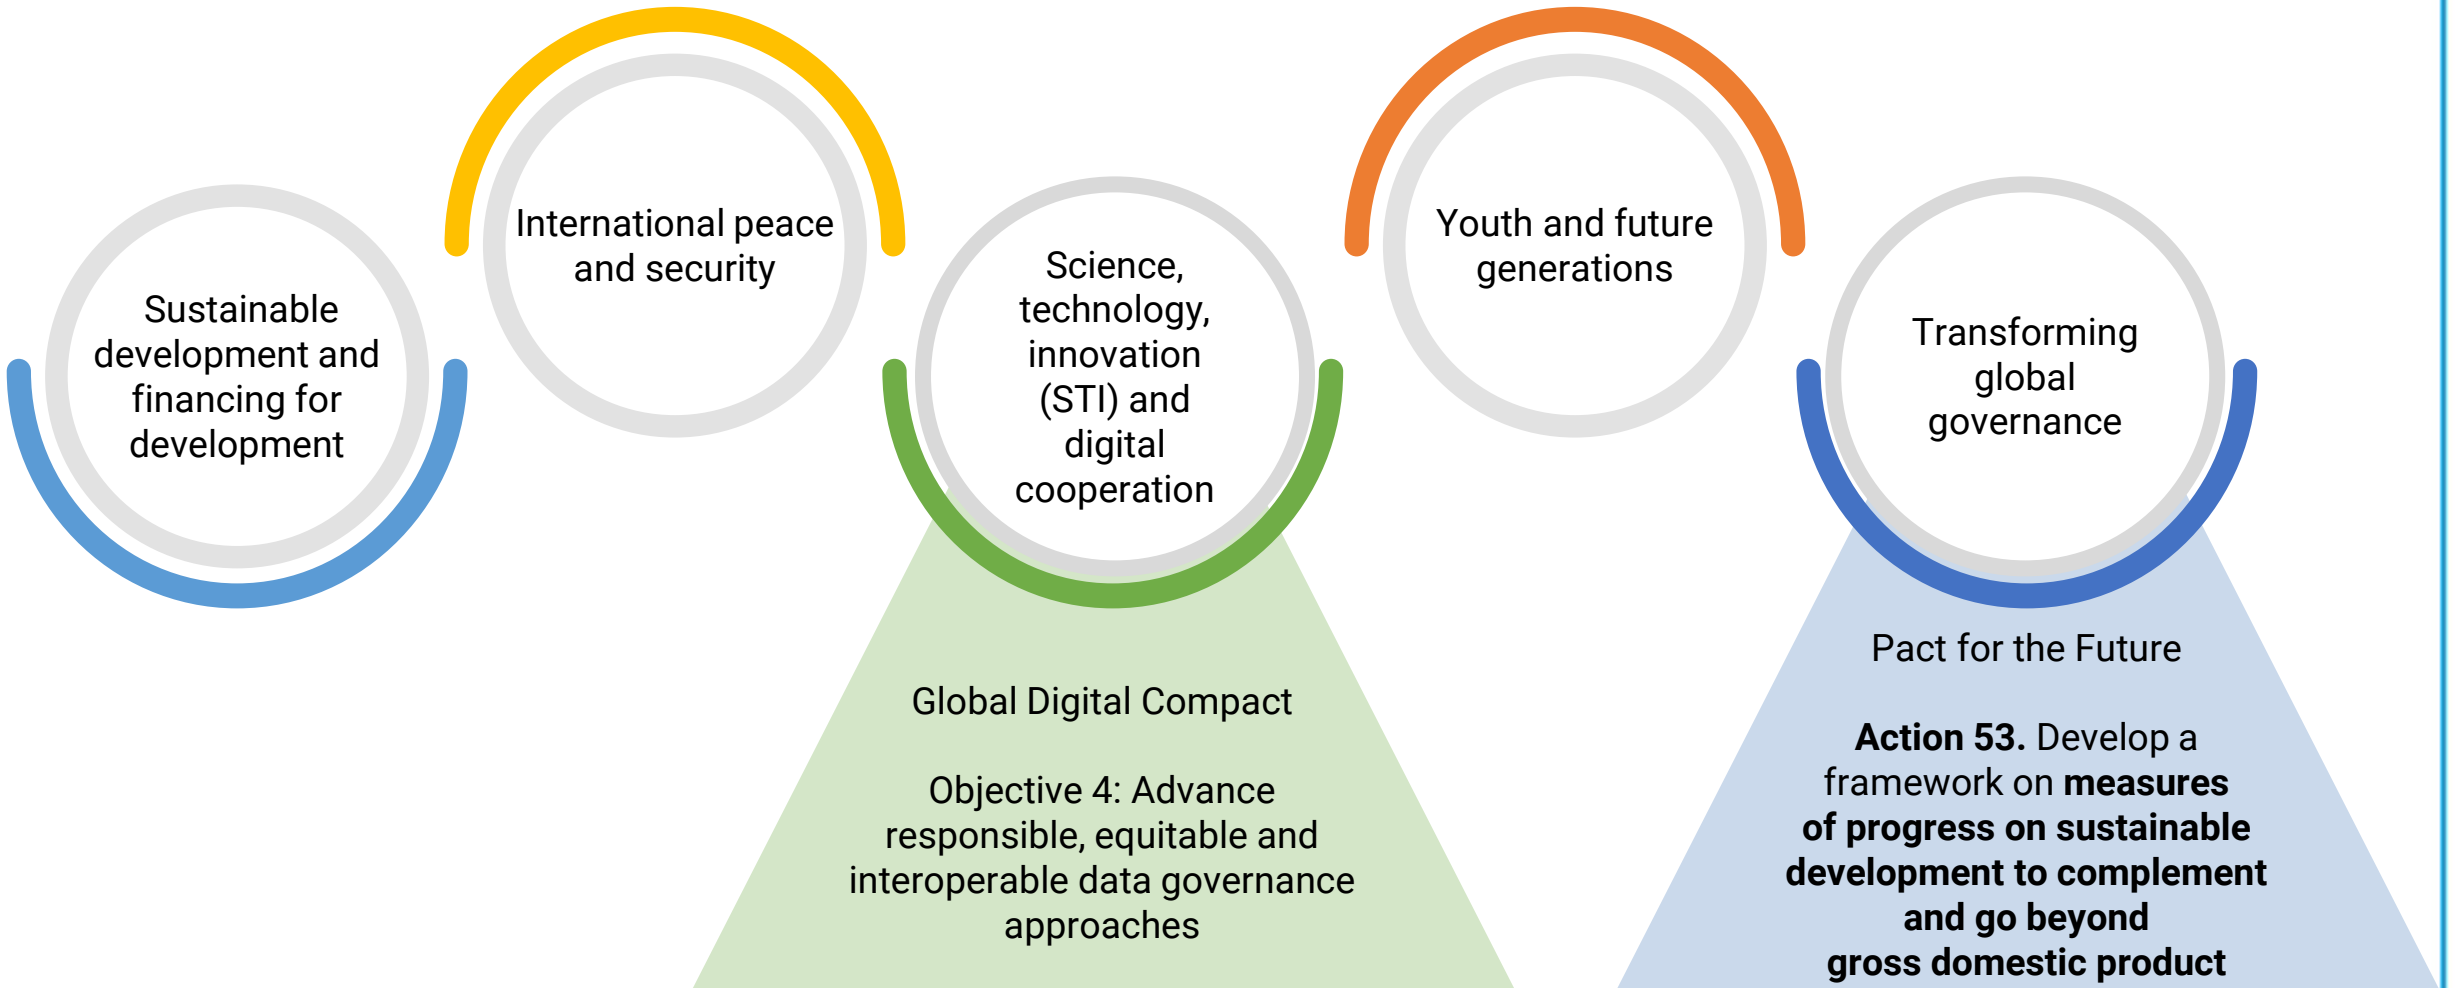 Sustainable
development and
financing for
development
International peace
and security
Science,
technology,
innovation
(STI) and
digital
cooperation
Youth and future
generations
Transforming
global
governance
Global Digital Compact
Objective 4: Advance
responsible, equitable and
interoperable data governance
approaches
Pact for the Future
Action 53. Develop a
framework on measures
of progress on sustainable
development to complement
and go beyond
gross domestic product